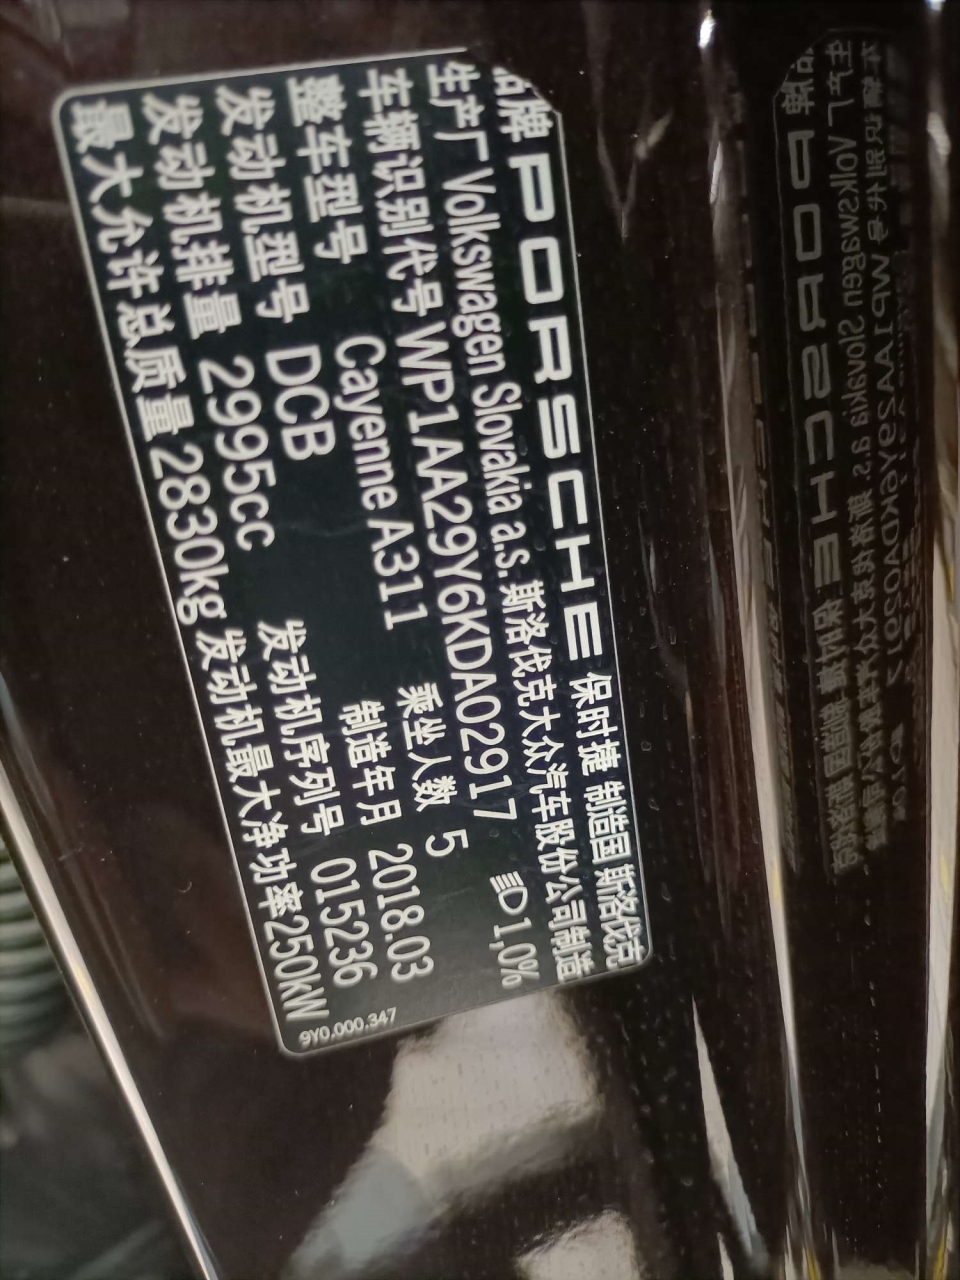 品牌 PORSCHE 保时捷 制造国 斯洛伐克
生产厂 Volkswagen Slovakia a.s. 斯洛伐克大众汽车股份公司制造
车辆识别代号 WP1AA29Y6KDA02917 1,0%
整车型号 Cayenne A311 乘坐人数 5
发动机型号 DCB 制造年月 2018.03
发动机排量 2995cc 发动机序列号 015236
最大允许总质量 2830kg 发动机最大净功率250kW
9Y0.000.347